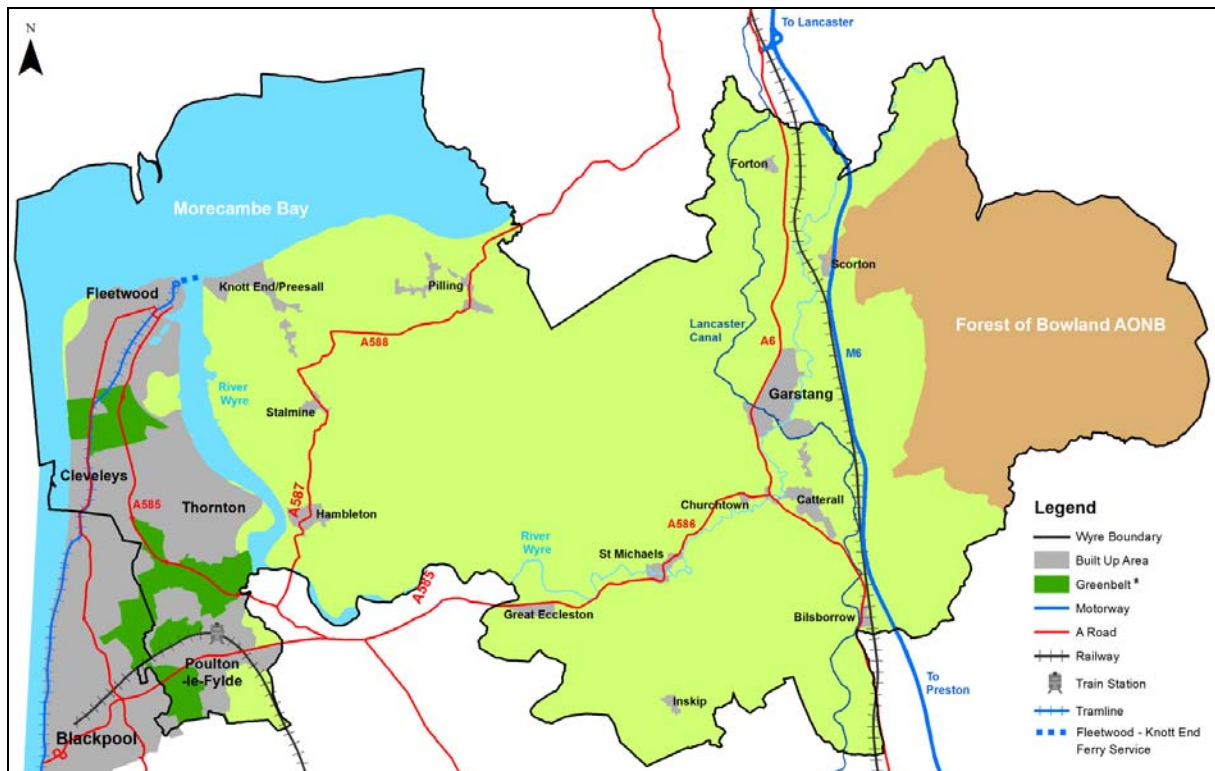 N
To Lancaster
Morecambe Bay
Forton
Scorton
Fleetwood
Knott End/Preesall
Pilling
Lancaster
Canal
A6
Forest of Bowland AONB
A588
M6
River
Wyre
Stalmine
Garstang
Cleveleys
A585
Thornton
A587
Hambleton
Churchtown
Catterall
A586
River
Wyre
St Michaels
A585
Great Eccleston
Bilsborrow
Poulton
-le-Fylde
Inskip
To
Preston
Blackpool
Legend
Wyre Boundary
Built Up Area
Greenbelt *
Motorway
A Road
Railway
Train Station
Tramline
Fleetwood - Knott End
Ferry Service